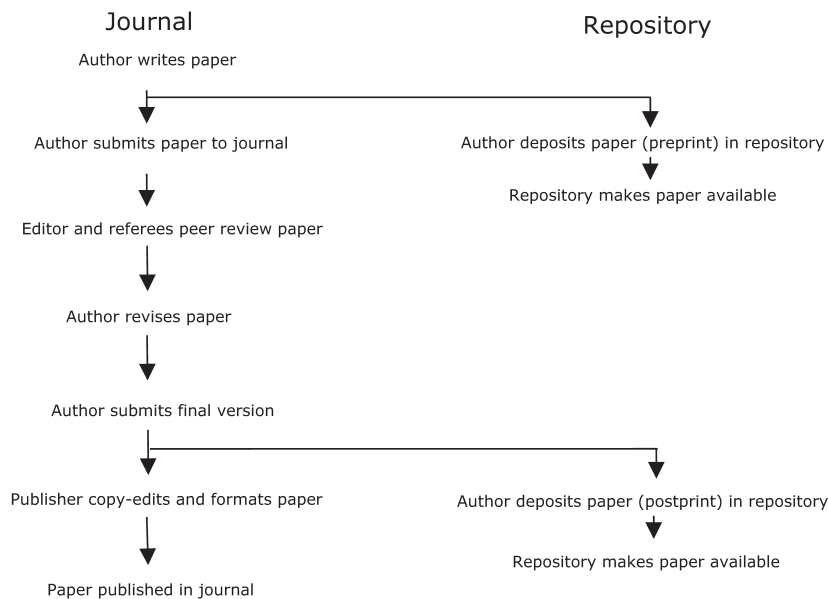 Journal
Repository
Author writes paper
Author submits paper to journal
Author deposits paper (preprint) in repository
Repository makes paper available
Editor and referees peer review paper
Author revises paper
Author submits final version
Publisher copy-edits and formats paper
Author deposits paper (postprint) in repository
Repository makes paper available
Paper published in journal